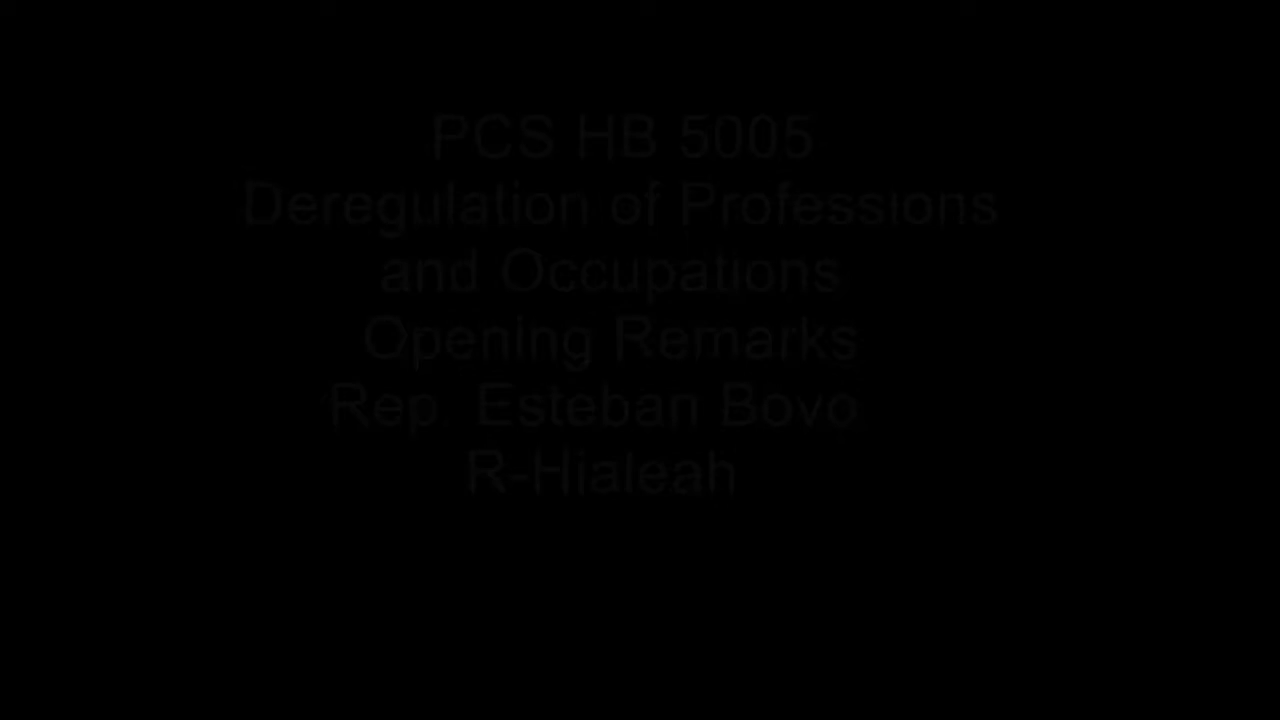 PCS HB 5005
Deregulation of Professions
and Occupations
Opening Remarks
Rep. Esteban Bovo
R-Hialeah